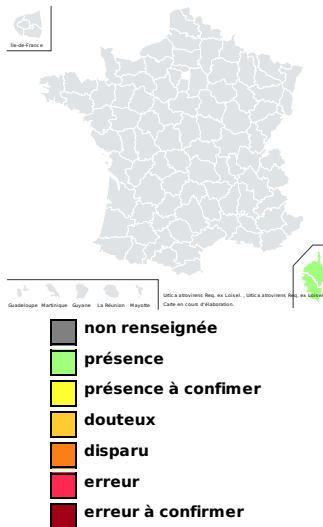 Île-de-France
Guadeloupe Martinique Guyane La Réunion Mayotte
Urtica atrovirens Req. ex Loisel. , Urtica atrovirens Req. ex Loisel
Carte en cours d'élaboration.
non renseignée
présence
présence à confimer
douteux
disparu
erreur
erreur à confirmer